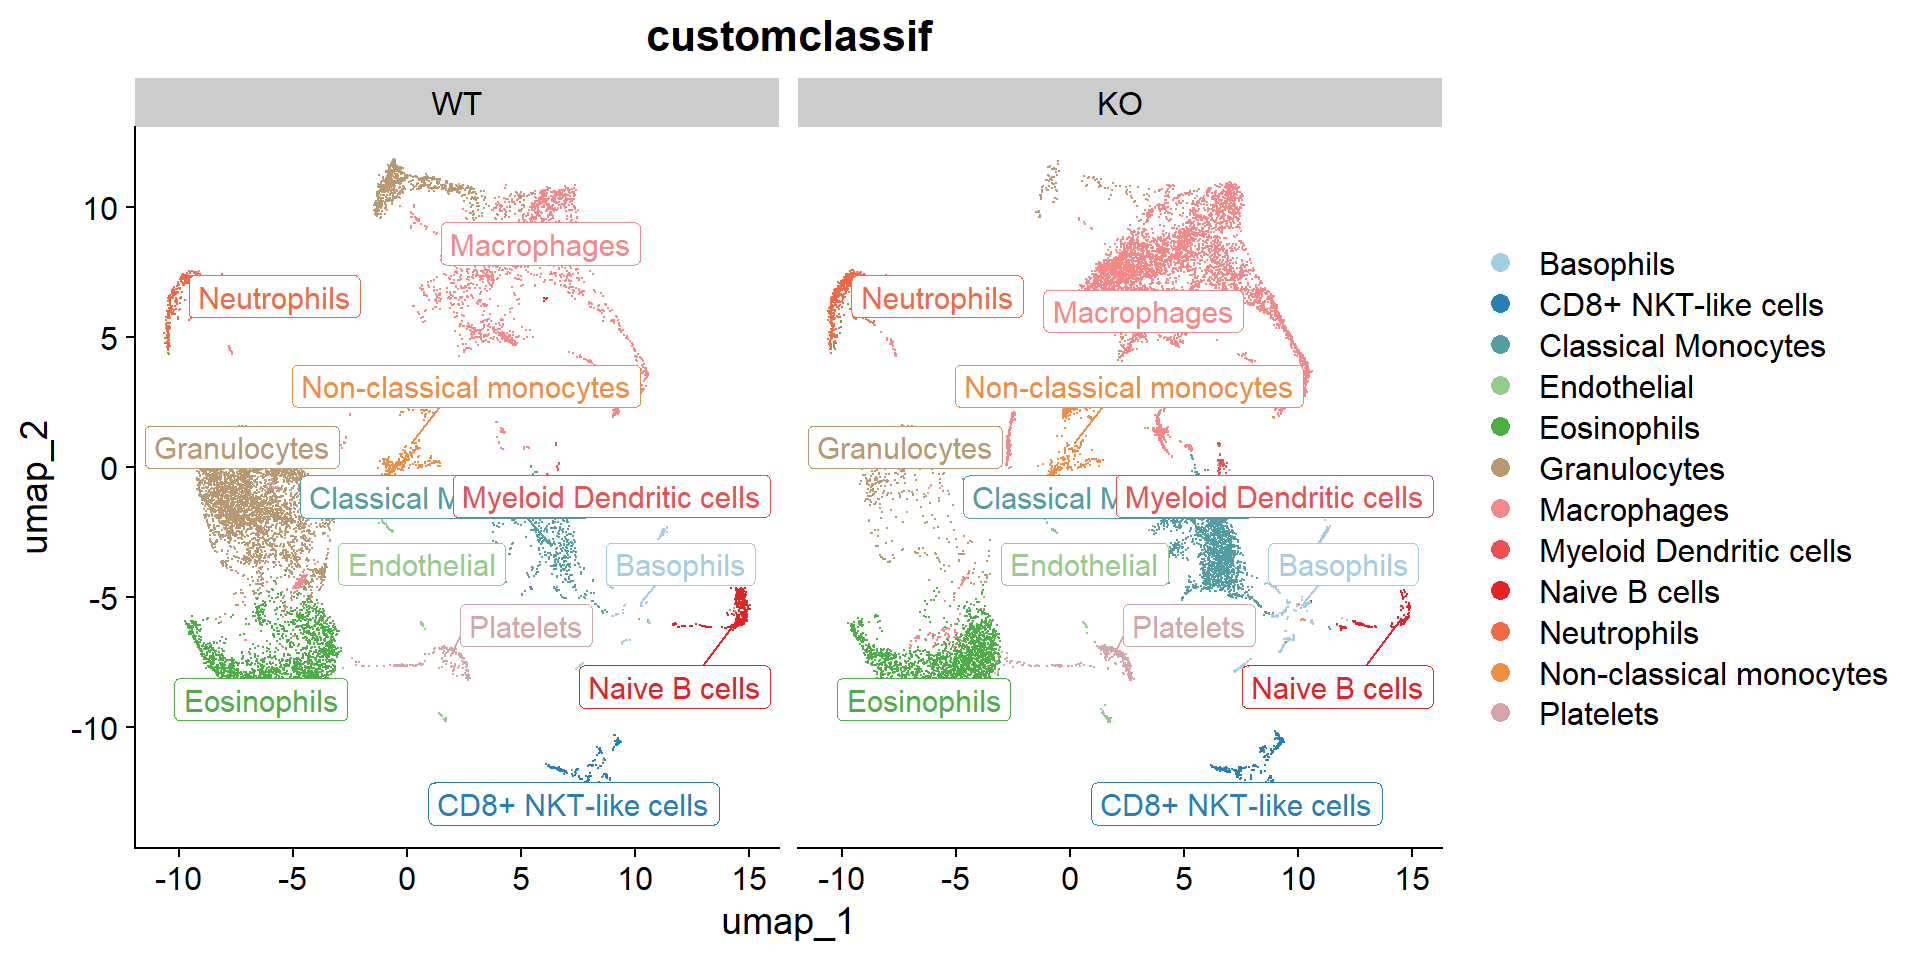 customclassif
WT
KO
umap_2
10
5
0
-5
-10
Macrophages
Neutrophils
Non-classical monocytes
Granulocytes
Classical M
Myeloid Dendritic cells
Endothelial
Basophils
Platelets
Naive B cells
Eosinophils
CD8+ NKT-like cells
Neutrophils
Macrophages
Non-classical monocytes
Granulocytes
Classical M
Myeloid Dendritic cells
Endothelial
Basophils
Platelets
Naive B cells
Eosinophils
CD8+ NKT-like cells
-10 -5 0 5 10 15
-10 -5 0 5 10 15
umap_1
Basophils
CD8+ NKT-like cells
Classical Monocytes
Endothelial
Eosinophils
Granulocytes
Macrophages
Myeloid Dendritic cells
Naive B cells
Neutrophils
Non-classical monocytes
Platelets